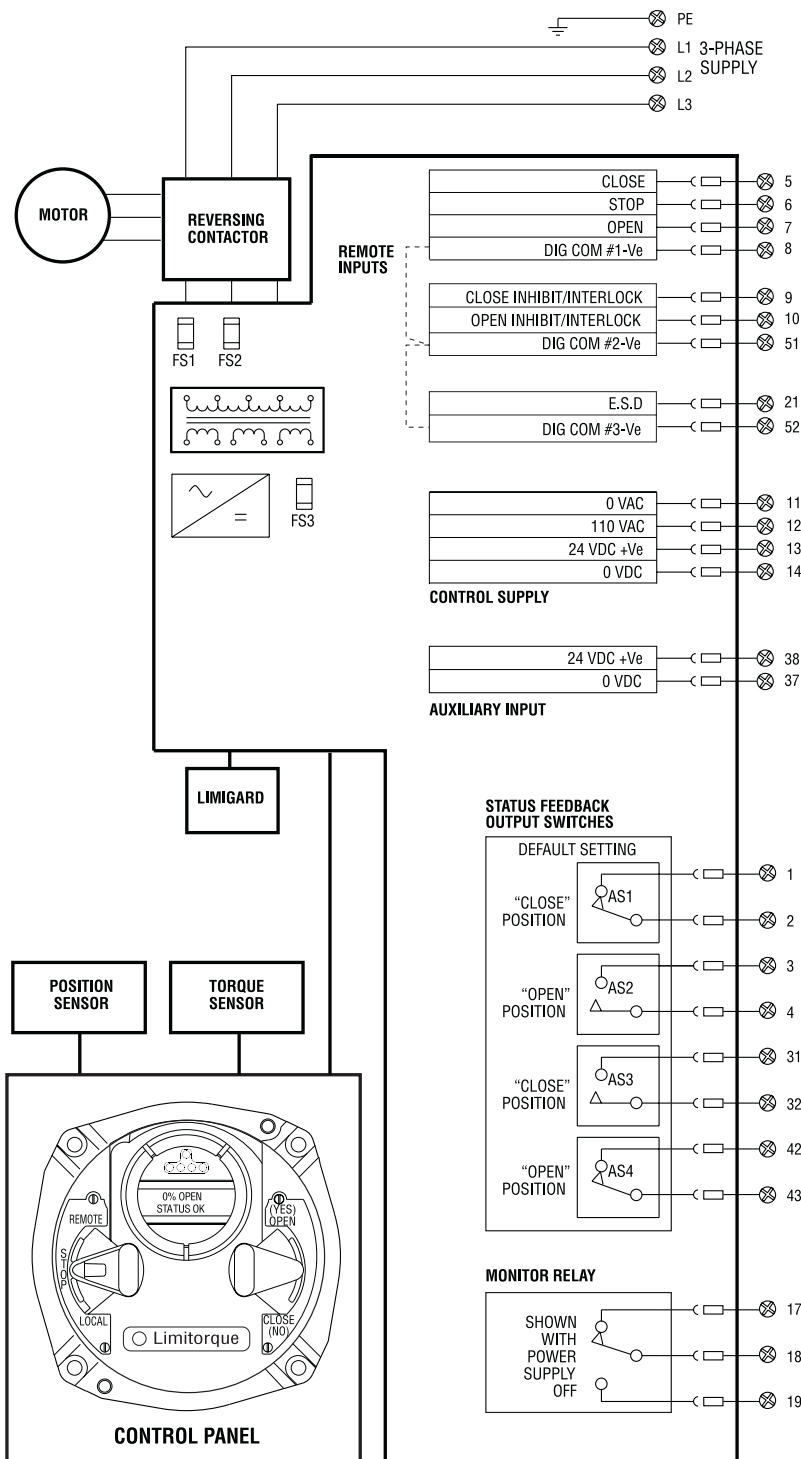 PE
L1 3-PHASE
SUPPLY
L2
L3
MOTOR
REVERSING
CONTACTOR
REMOTE
INPUTS
CLOSE 5
STOP 6
OPEN 7
DIG COM #1-Ve 8
CLOSE INHIBIT/INTERLOCK 9
OPEN INHIBIT/INTERLOCK 10
DIG COM #2-Ve 51
FS1 FS2
E.S.D 21
DIG COM #3-Ve 52
FS3
0 VAC 11
110 VAC 12
24 VDC +Ve 13
0 VDC 14
CONTROL SUPPLY
24 VDC +Ve 38
0 VDC 37
AUXILIARY INPUT
LIMIGARD
STATUS FEEDBACK
OUTPUT SWITCHES
DEFAULT SETTING
"CLOSE"
POSITION
AS1
1
2
"OPEN"
POSITION
AS2
3
4
"CLOSE"
POSITION
AS3
31
32
"OPEN"
POSITION
AS4
42
43
POSITION
SENSOR
TORQUE
SENSOR
0% OPEN
STATUS OK
REMOTE
STOP
LOCAL
(YES)
OPEN
CLOSE
(NO)
Limitorque
CONTROL PANEL
MONITOR RELAY
SHOWN
WITH
POWER
SUPPLY
OFF
17
18
19